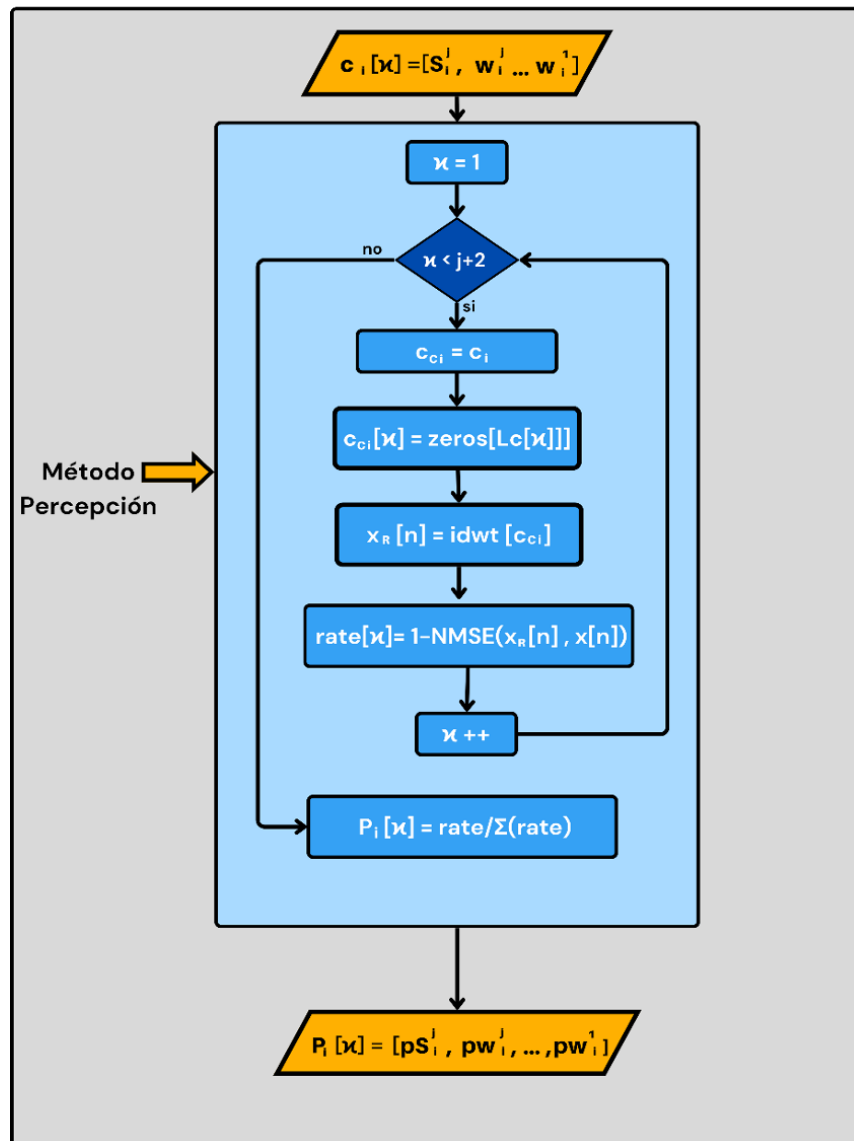 c i [ϰ] =[S i ʲ, w i ʲ ... w i ¹]
ϰ = 1
no
ϰ < j+2
si
c ci = c i
c ci [ϰ] = zeros[Lc[ϰ]]]
Método
Percepción
x R [n] = idwt [c ci]
rate[ϰ]= 1-NMSE(x R [n] , x[n])
ϰ ++
P i [ϰ] = rate/Σ(rate)
P i [ϰ] = [pS i ʲ, pw i ʲ, ... ,pw i ¹]